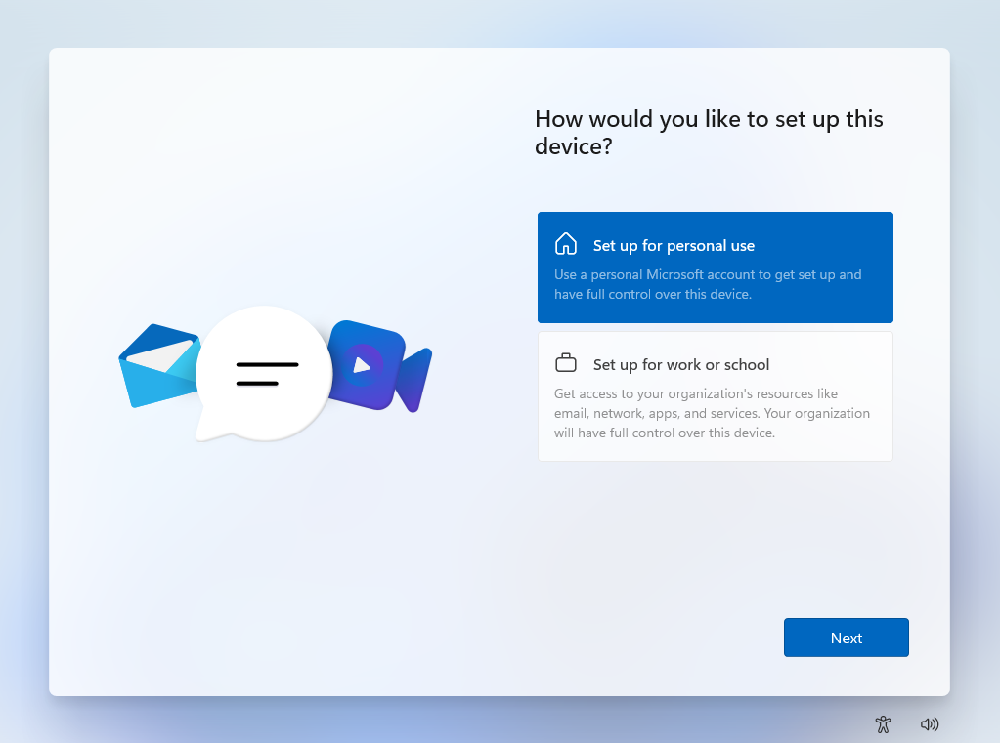 How would you like to set up this
device?
Set up for personal use
Use a personal Microsoft account to get set up and
have full control over this device.
Set up for work or school
Get access to your organization's resources like
email, network, apps, and services. Your organization
will have full control over this device.
Next